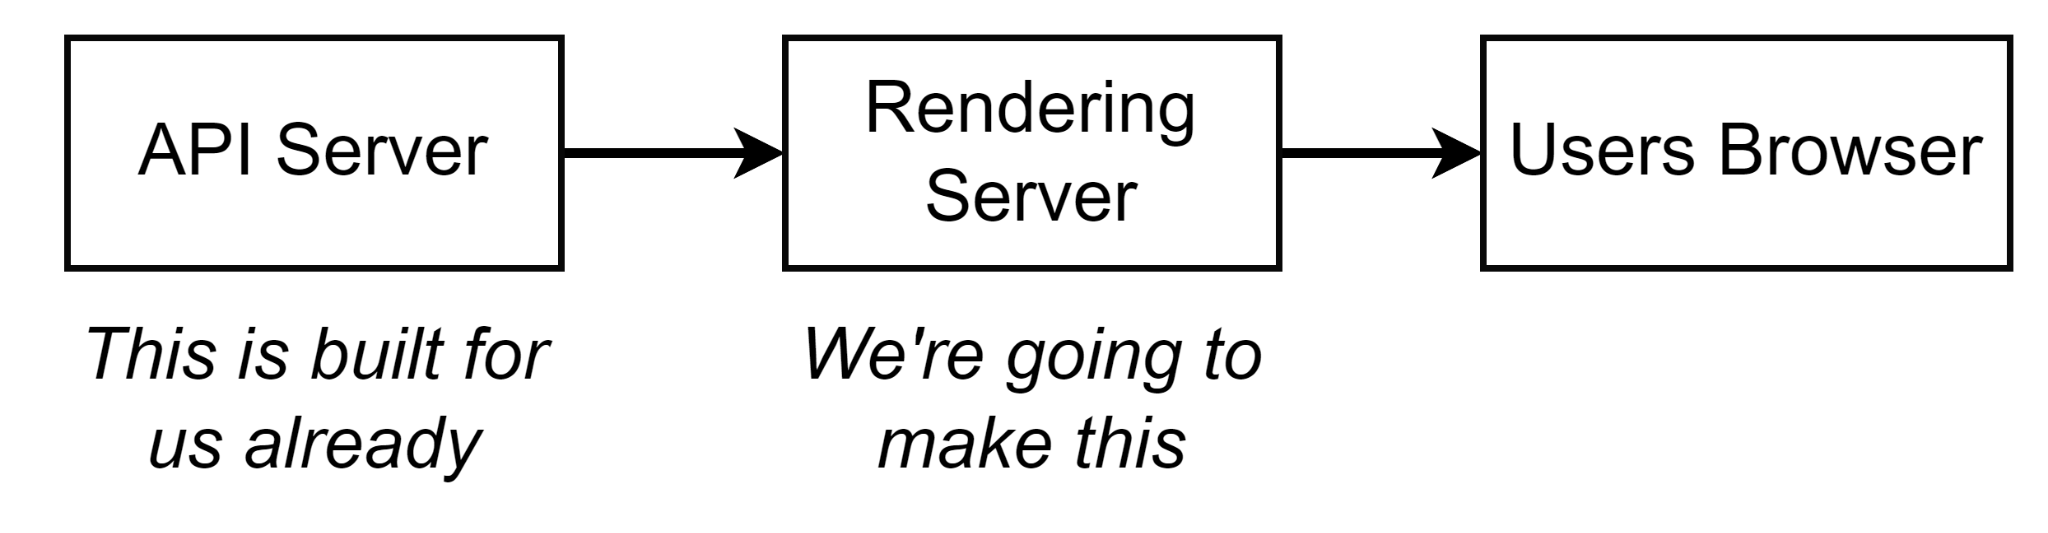 API Server
Rendering
Server
Users Browser
This is built for
us already
We're going to
make this